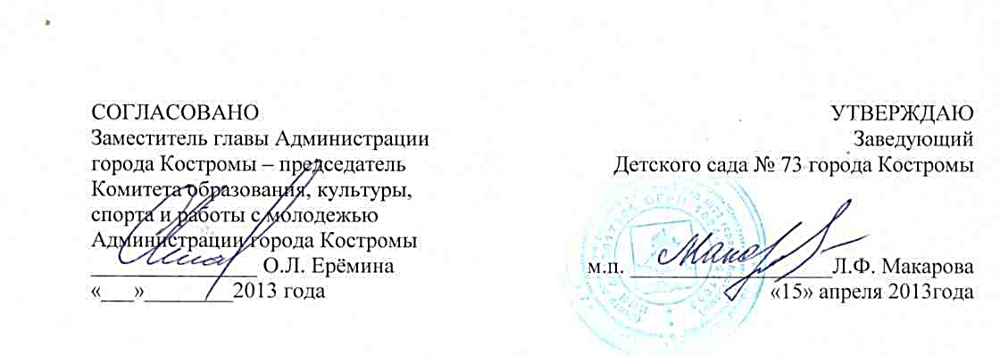 СОГЛАСОВАНО
Заместитель главы Администрации
города Костромы – председатель
Комитета образования, культуры,
спорта и работы с молодежью
Администрации города Костромы
_______________ О.Л. Ерёмина
«___»________2013 года
УТВЕРЖДАЮ
Заведующий
Детского сада № 73 города Костромы
м.п. __________________Л.Ф. Макарова
«15» апреля 2013года